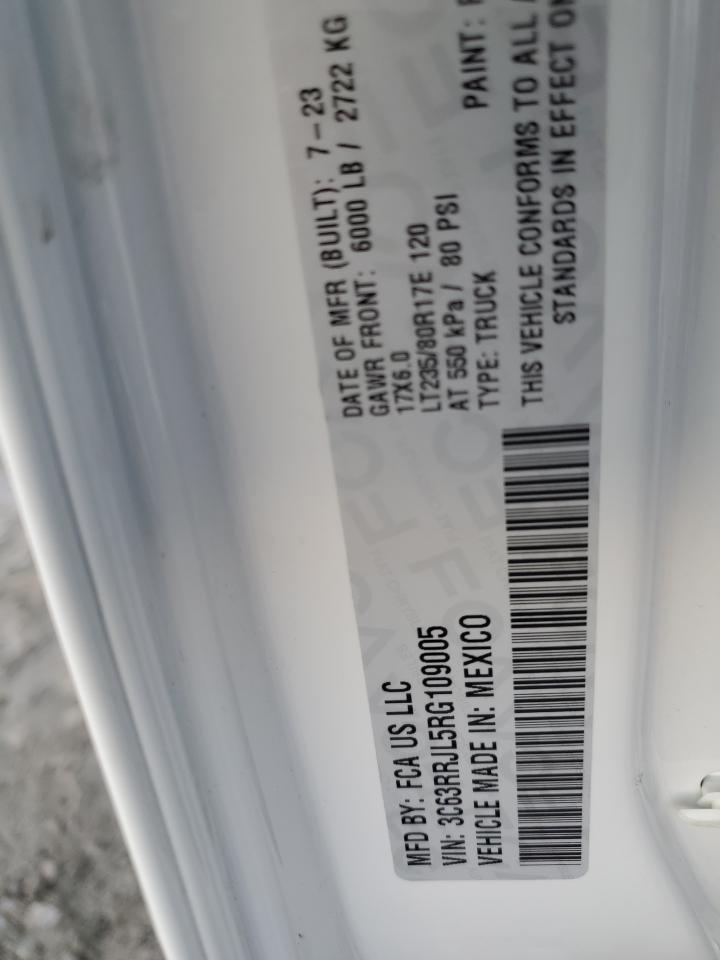 MFD BY: FCA US LLC
VIN: 3C63RRJL5RG109005
VEHICLE MADE IN: MEXICO
DATE OF MFR (BUILT): 7-23
GAWR FRONT: 6000 LB / 2722 KG
17X6.0
LT235/80R17E 120
AT 550 kPa / 80 PSI
TYPE: TRUCK PAINT:
THIS VEHICLE CONFORMS TO ALL
STANDARDS IN EFFECT ON